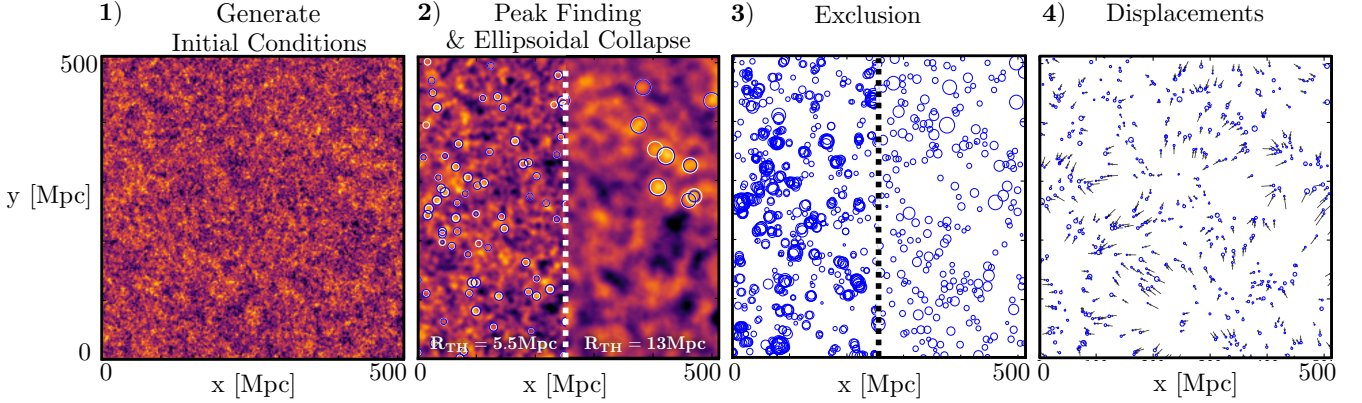 1) Generate
Initial Conditions
2) Peak Finding
& Ellipsoidal Collapse
3) Exclusion
4) Displacements
500
y [Mpc]
0
R_TH = 5.5Mpc
R_TH = 13Mpc
0 500
x [Mpc]
0 500
x [Mpc]
0 500
x [Mpc]
0 500
x [Mpc]